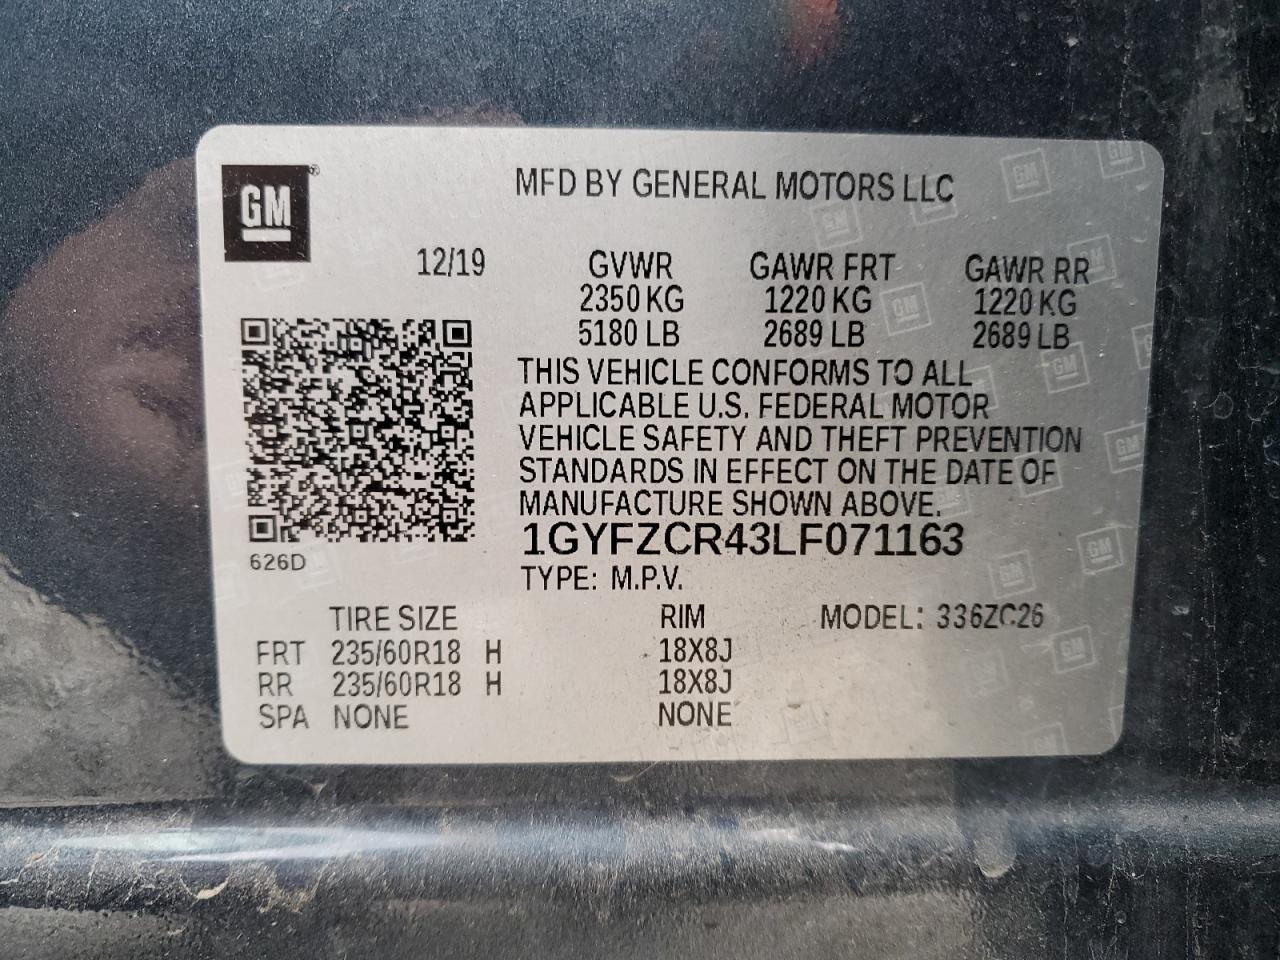 GM®
MFD BY GENERAL MOTORS LLC
12/19 GVWR GAWR FRT GAWR RR
2350 KG 1220 KG 1220 KG
5180 LB 2689 LB 2689 LB
THIS VEHICLE CONFORMS TO ALL
APPLICABLE U.S. FEDERAL MOTOR
VEHICLE SAFETY AND THEFT PREVENTION
STANDARDS IN EFFECT ON THE DATE OF
MANUFACTURE SHOWN ABOVE.
1GYFZCR43LF071163
626D
TYPE: M.P.V.
TIRE SIZE RIM MODEL: 336ZC26
FRT 235/60R18 H 18X8J
RR 235/60R18 H 18X8J
SPA NONE NONE